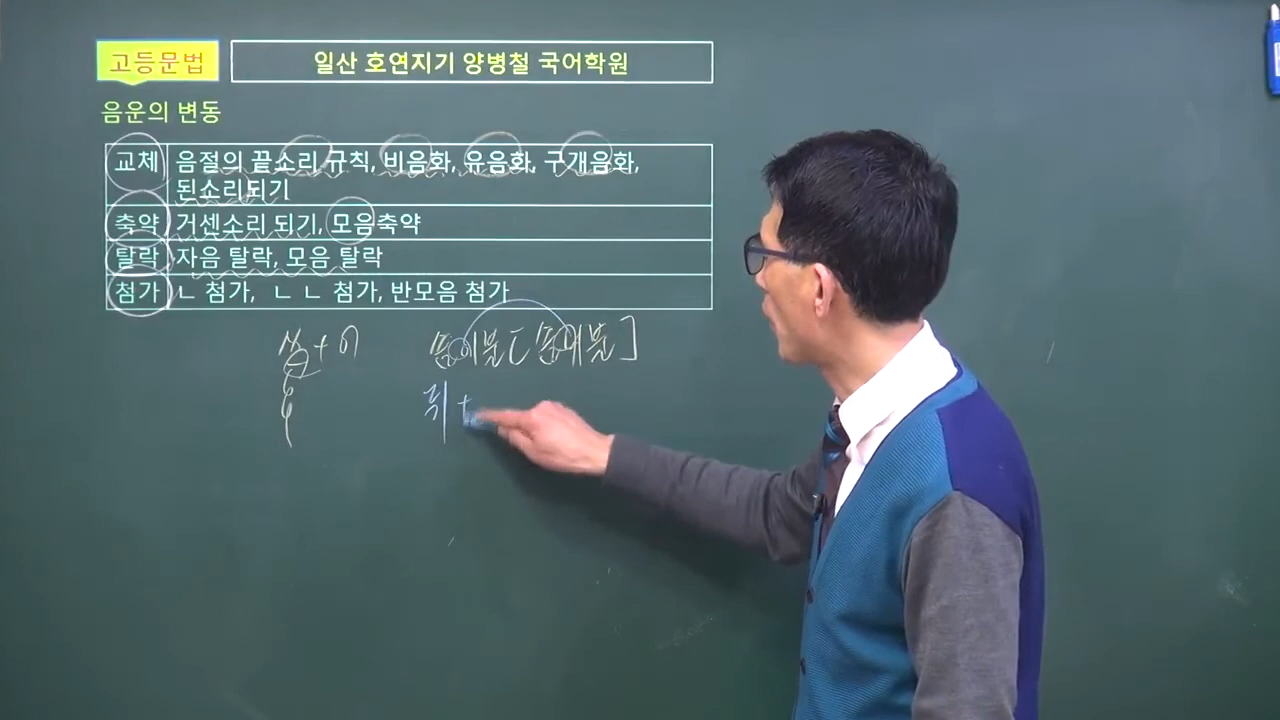 고등문법
일산 호연지기 양병철 국어학원
음운의 변동
교체 음절의 끝소리 규칙, 비음화, 유음화, 구개음화,
된소리되기
축약 거센소리 되기, 모음축약
탈락 자음 탈락, 모음 탈락
첨가 ㄴ 첨가, ㄴㄴ 첨가, 반모음 첨가